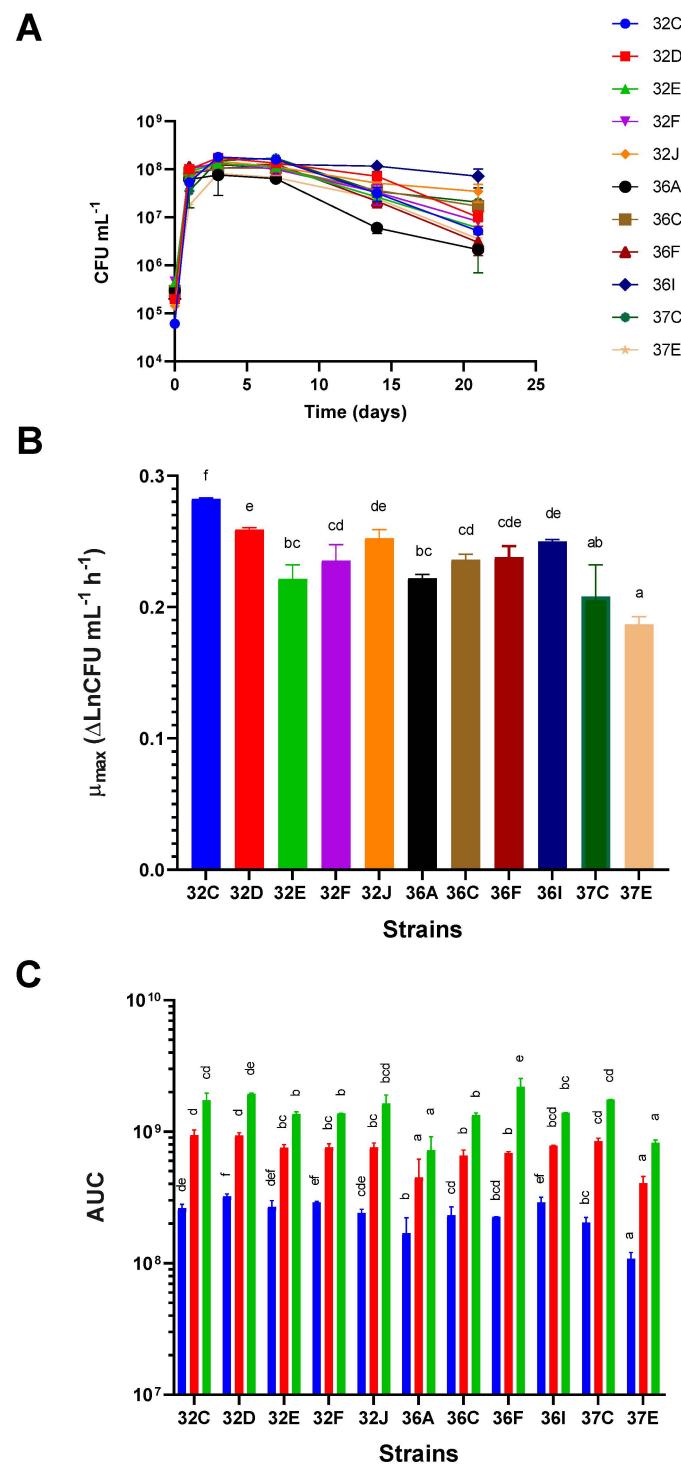 A
32C
32D
32E
32F
32J
36A
36C
36F
36I
37C
37E
10⁹
10⁸
10⁷
10⁶
10⁵
10⁴
CFU mL⁻¹
0 5 10 15 20 25
Time (days)
B
0.3
0.2
0.1
0.0
μmax (ΔLnCFU mL⁻¹ h⁻¹)
f e bc cd de bc cd cde de ab a
32C 32D 32E 32F 32J 36A 36C 36F 36I 37C 37E
Strains
C
10¹⁰
10⁹
10⁸
10⁷
AUC
de d cd f d de def bc b ef bc b cde bc bcd b a a cd b b bcd b e ef bcd bc bc cd cd a a a
32C 32D 32E 32F 32J 36A 36C 36F 36I 37C 37E
Strains